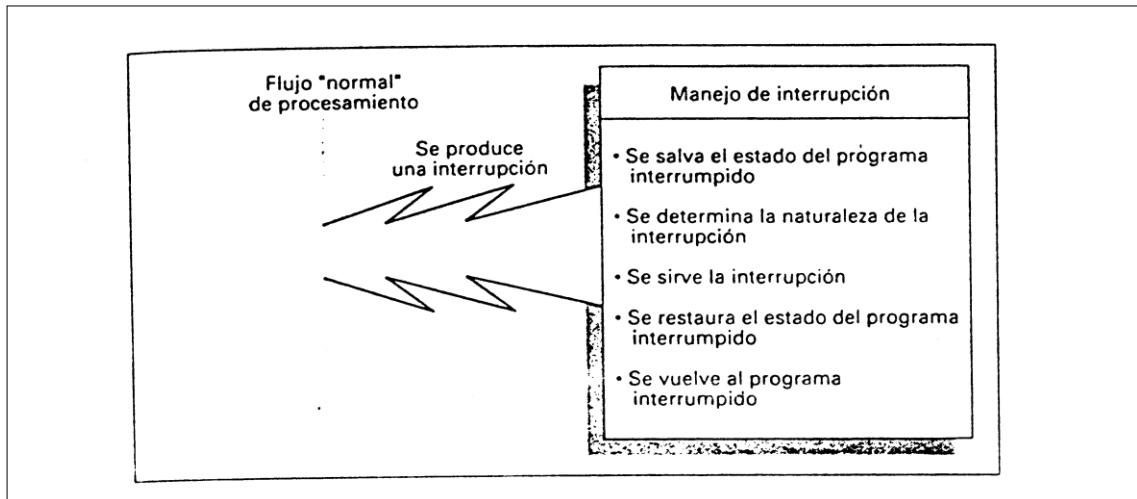 Flujo "normal"
de procesamiento
Se produce
una interrupción
Manejo de interrupción
• Se salva el estado del programa
interrumpido
• Se determina la naturaleza de la
interrupción
• Se sirve la interrupción
• Se restaura el estado del programa
interrumpido
• Se vuelve al programa
interrumpido